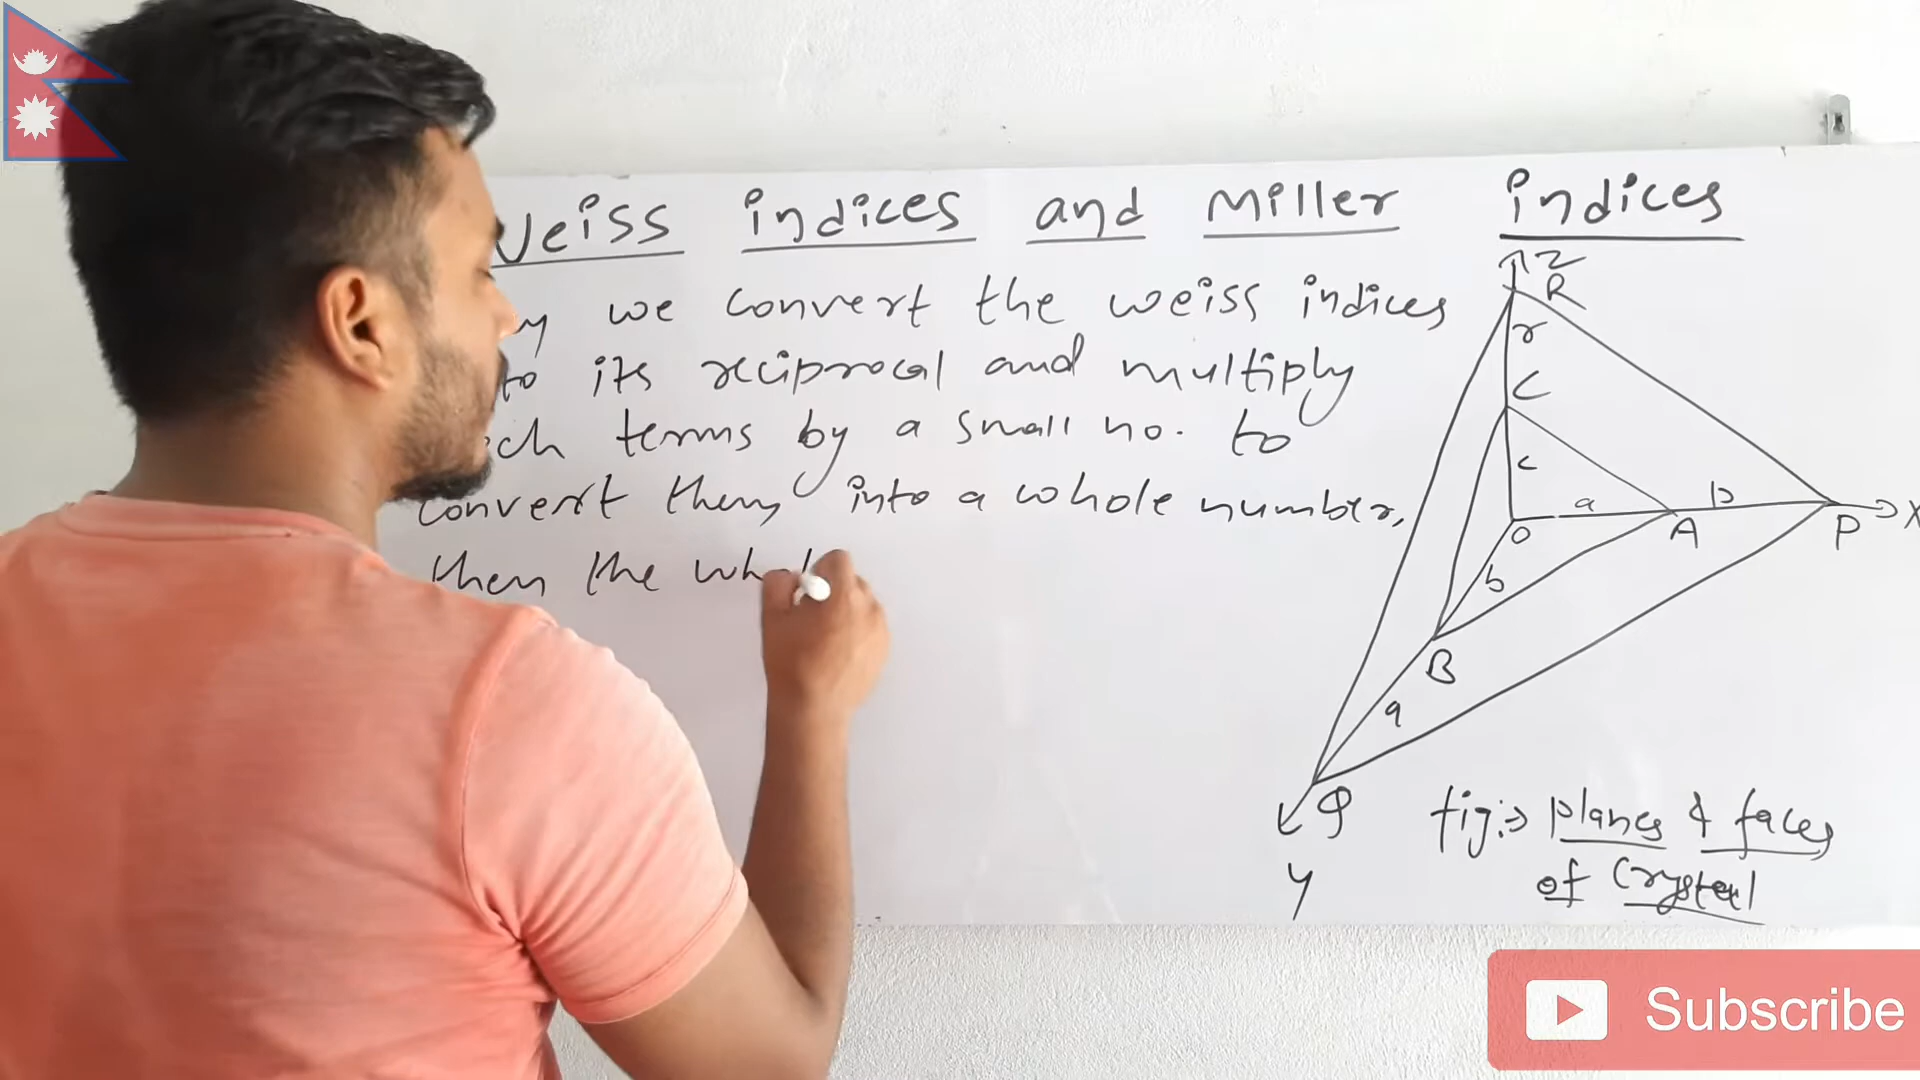 Weiss indices and Miller indices
we convert the weiss indices
to its reciprocal and multiply
terms by a small no. to
convert them into a whole number,
then the
Z
R
r
C
c
O
a
A
p
P
X
b
B
q
Q
Y
fig:→ planes & faces
of crystal
Subscribe